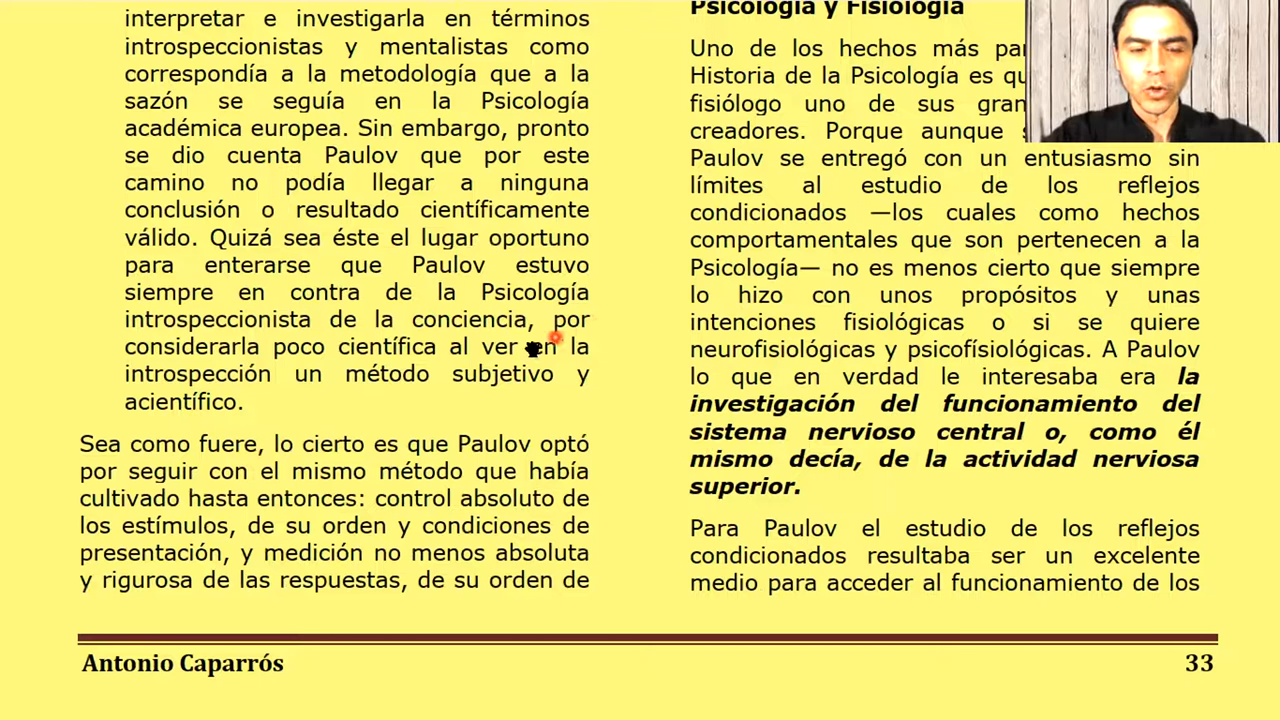 interpretar e investigarla en términos
introspeccionistas y mentalistas como
correspondía a la metodología que a la
sazón se seguía en la Psicología
académica europea. Sin embargo, pronto
se dio cuenta Paulov que por este
camino no podía llegar a ninguna
conclusión o resultado científicamente
válido. Quizá sea éste el lugar oportuno
para enterarse que Paulov estuvo
siempre en contra de la Psicología
introspeccionista de la conciencia, por
considerarla poco científica al ver en la
introspección un método subjetivo y
acientífico.
Sea como fuere, lo cierto es que Paulov optó
por seguir con el mismo método que había
cultivado hasta entonces: control absoluto de
los estímulos, de su orden y condiciones de
presentación, y medición no menos absoluta
y rigurosa de las respuestas, de su orden de
Psicología y Fisiología
Uno de los hechos más
Historia de la Psicología es
fisiólogo uno de sus
creadores. Porque aunque
Paulov se entregó con un entusiasmo sin
límites al estudio de los reflejos
condicionados —los cuales como hechos
comportamentales que son pertenecen a la
Psicología— no es menos cierto que siempre
lo hizo con unos propósitos y unas
intenciones fisiológicas o si se quiere
neurofisiológicas y psicofísiológicas. A Paulov
lo que en verdad le interesaba era la
investigación del funcionamiento del
sistema nervioso central o, como él
mismo decía, de la actividad nerviosa
superior.
Para Paulov el estudio de los reflejos
condicionados resultaba ser un excelente
medio para acceder al funcionamiento de los
Antonio Caparrós
33